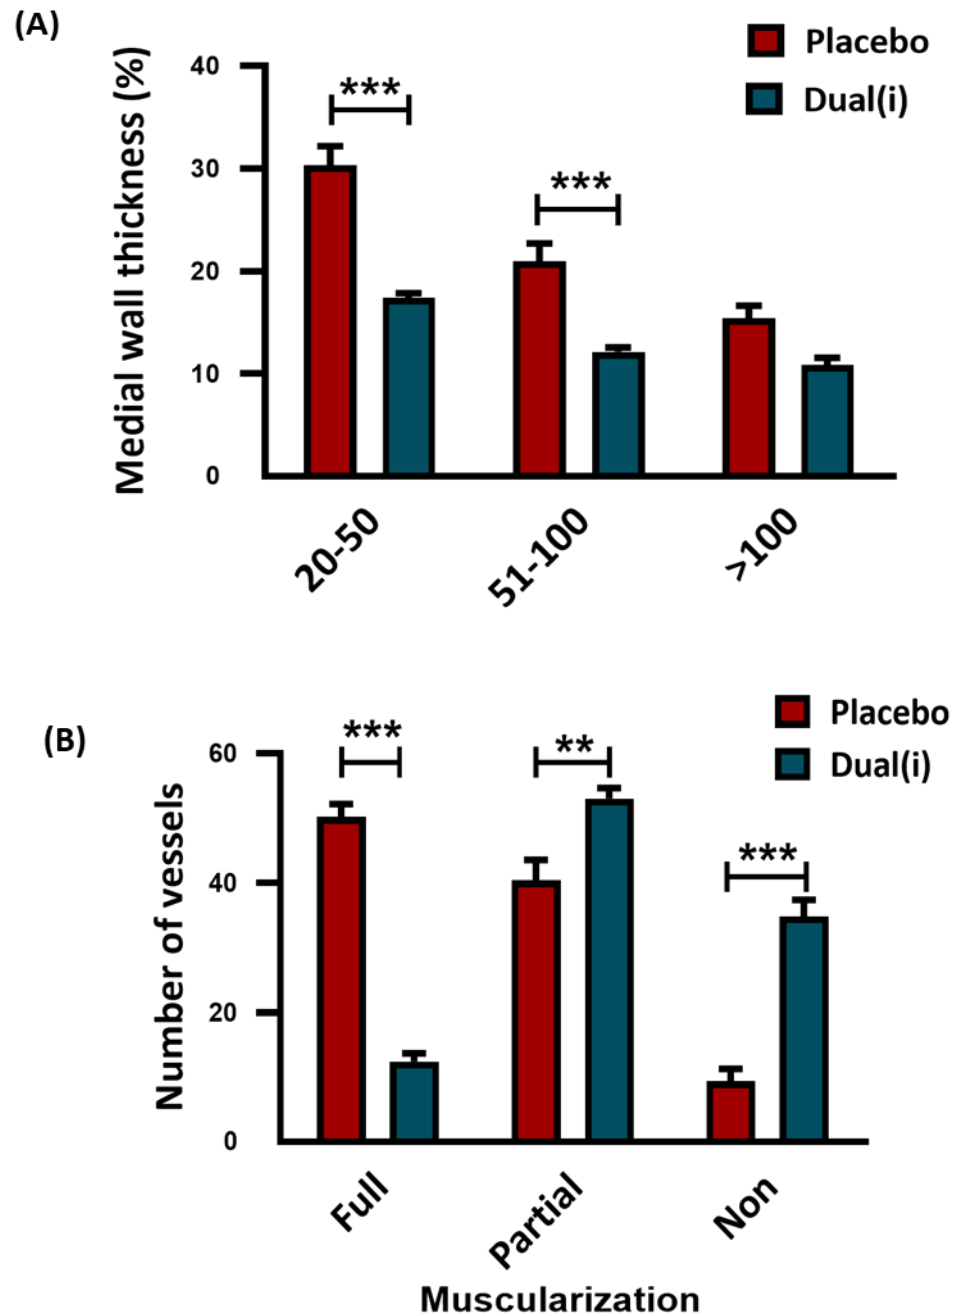 (A)
Placebo
Dual(i)
Medial wall thickness (%)
40
30
20
10
0
***
***
20-50
51-100
>100
(B)
Placebo
Dual(i)
Number of vessels
60
40
20
0
***
**
***
Full
Partial
Non
Muscularization